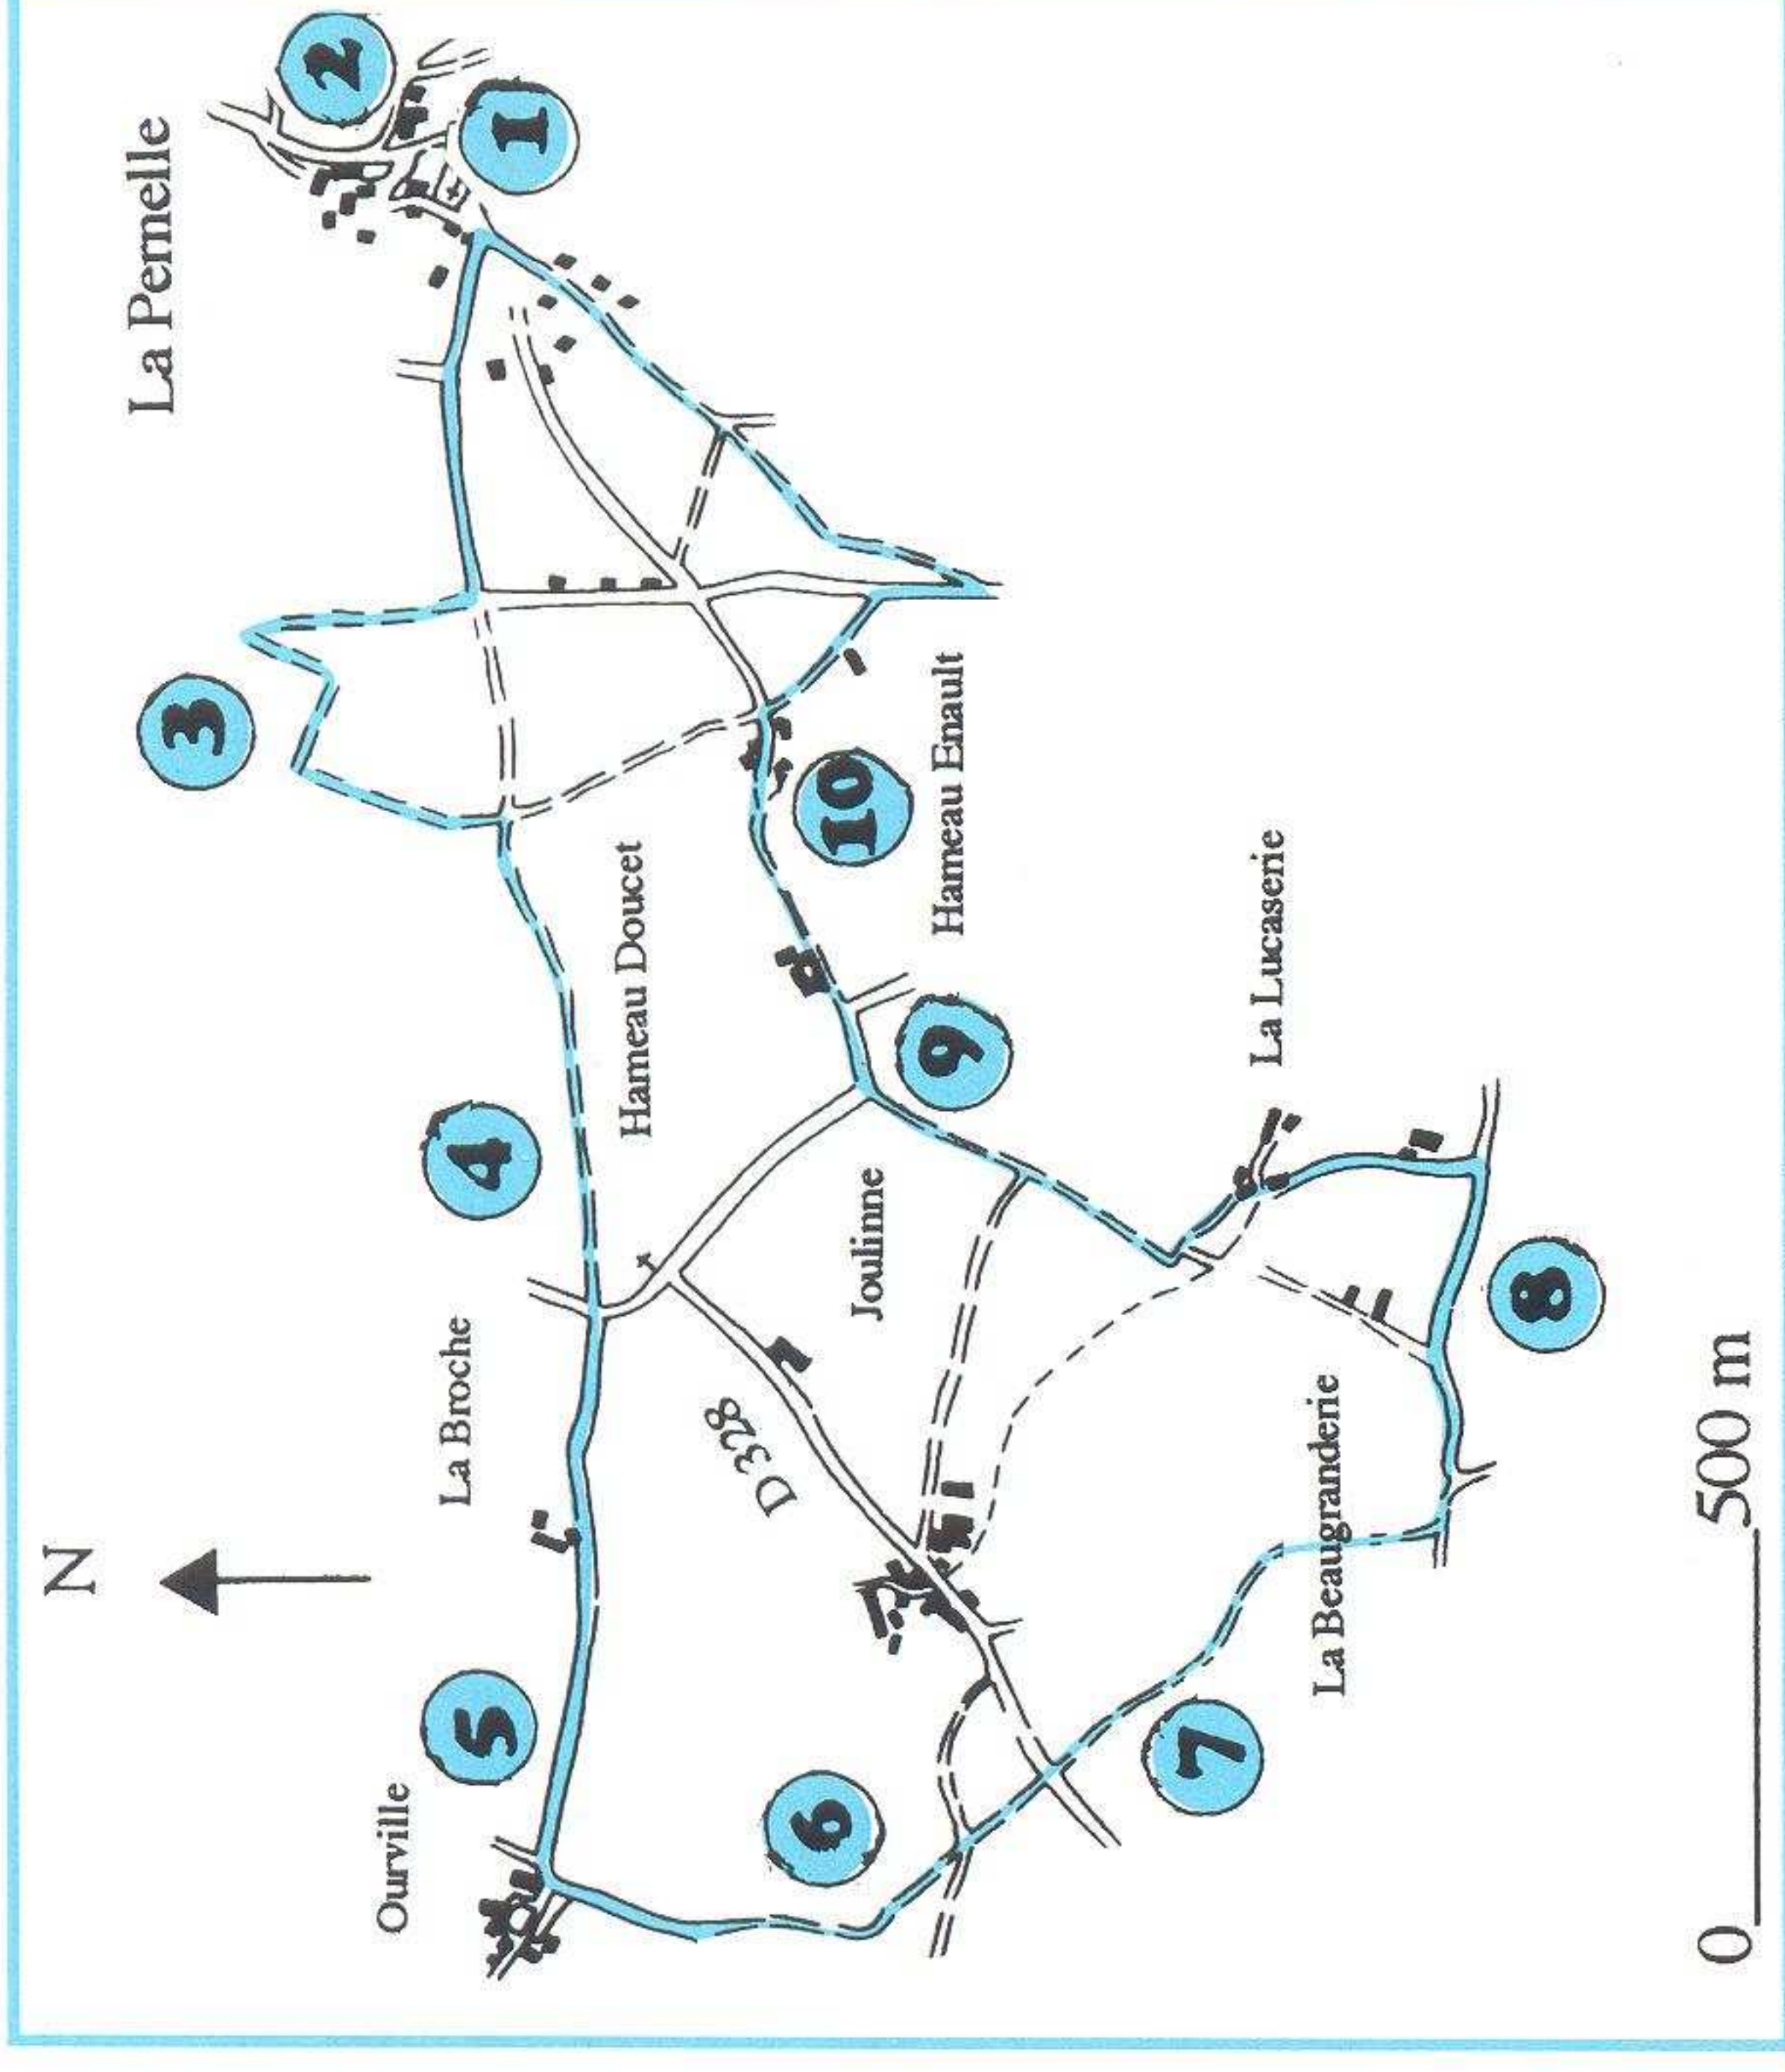 N
La Pernelle
2
1
3
Ourville
5
La Broche
4
Hameau Doucet
D 328
6
Joulinne
10
Hameau Enault
9
7
La Lucaserie
La Beaugranderie
8
0
500 m